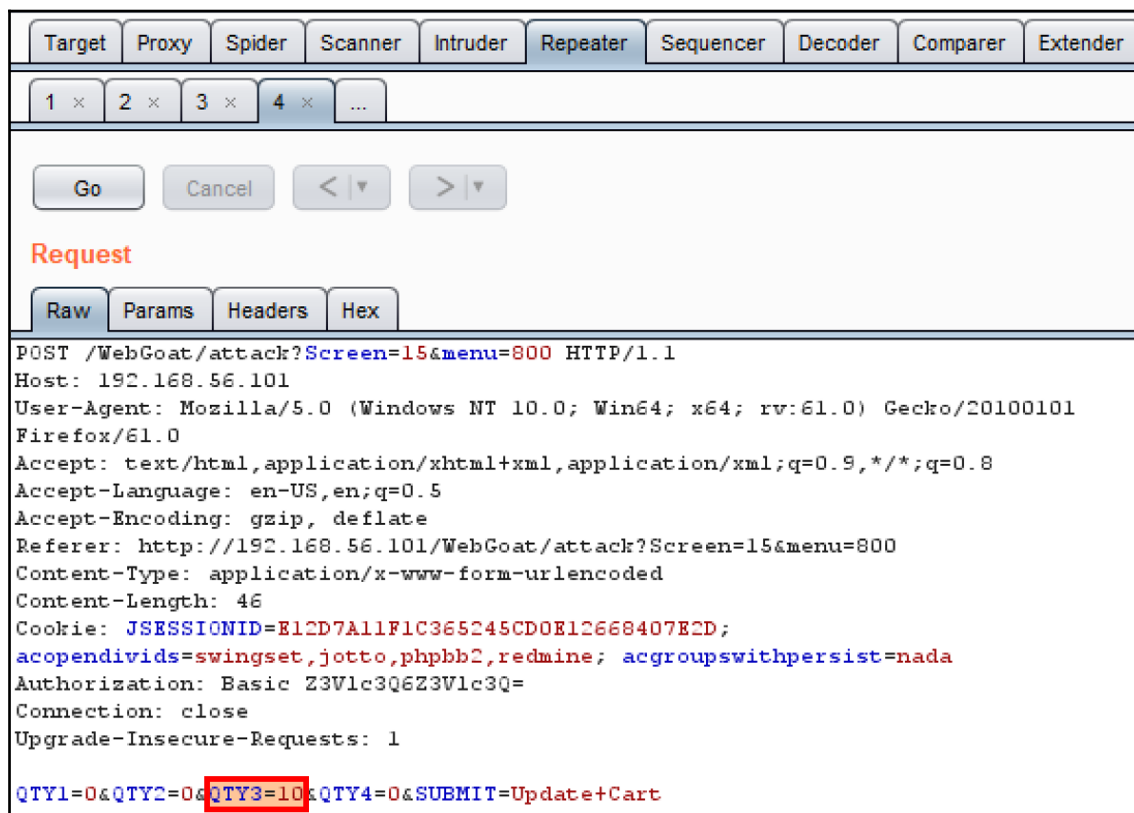 Target Proxy Spider Scanner Intruder Repeater Sequencer Decoder Comparer Extender
1 × 2 × 3 × 4 × ...
Go Cancel < ▼ > ▼
Request
Raw Params Headers Hex
POST /WebGoat/attack?Screen=15&menu=800 HTTP/1.1
Host: 192.168.56.101
User-Agent: Mozilla/5.0 (Windows NT 10.0; Win64; x64; rv:61.0) Gecko/20100101
Firefox/61.0
Accept: text/html,application/xhtml+xml,application/xml;q=0.9,*/*;q=0.8
Accept-Language: en-US,en;q=0.5
Accept-Encoding: gzip, deflate
Referer: http://192.168.56.101/WebGoat/attack?Screen=15&menu=800
Content-Type: application/x-www-form-urlencoded
Content-Length: 46
Cookie: JSESSIONID=E12D7A11F1C365245CD0E12668407E2D;
acopendivids=swingset,jotto,phpbb2,redmine; acgroupswithpersist=nada
Authorization: Basic Z3Vlc3Q6Z3Vlc3Q=
Connection: close
Upgrade-Insecure-Requests: 1
QTY1=0&QTY2=0&QTY3=10&QTY4=0&SUBMIT=Update+Cart